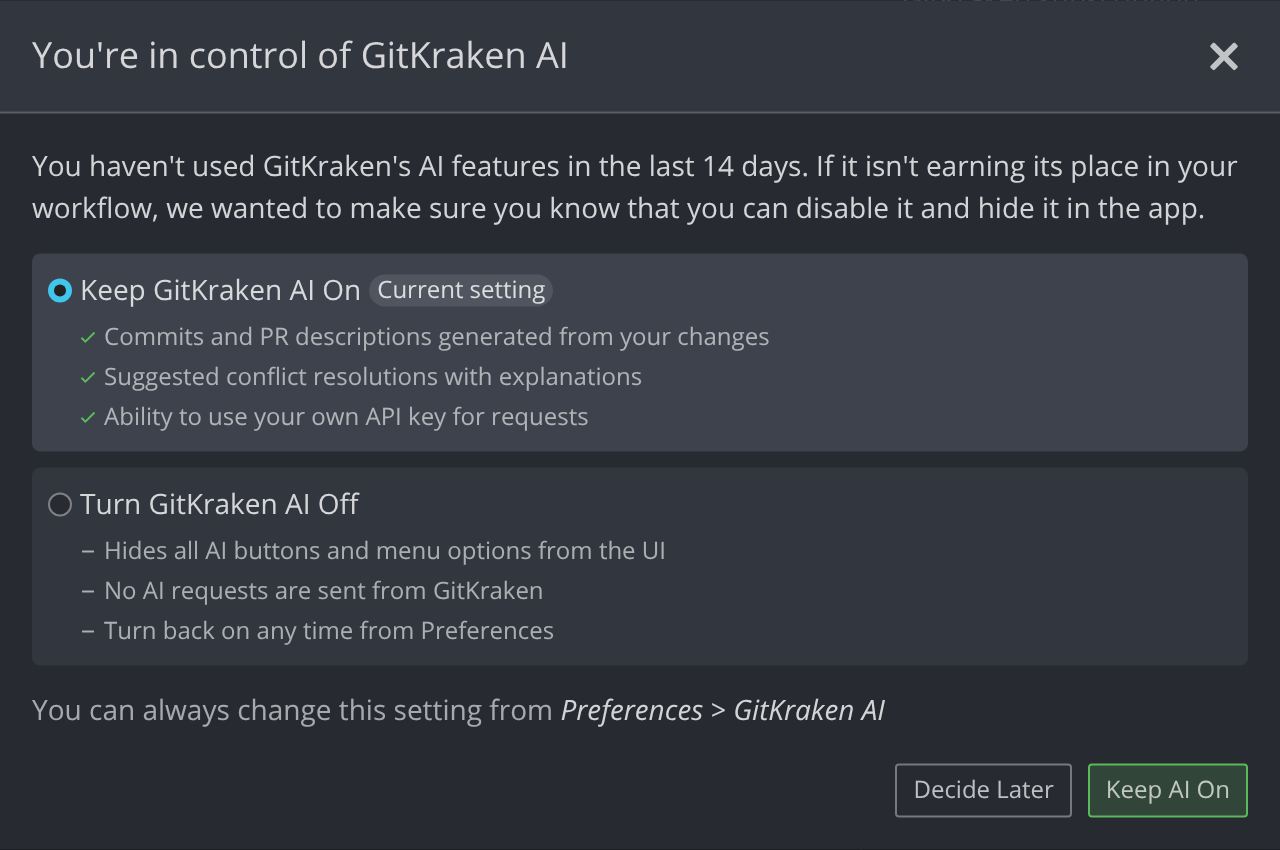 You're in control of GitKraken AI
You haven't used GitKraken's AI features in the last 14 days. If it isn't earning its place in your
workflow, we wanted to make sure you know that you can disable it and hide it in the app.
Keep GitKraken AI On Current setting
Commits and PR descriptions generated from your changes
Suggested conflict resolutions with explanations
Ability to use your own API key for requests
Turn GitKraken AI Off
– Hides all AI buttons and menu options from the UI
– No AI requests are sent from GitKraken
– Turn back on any time from Preferences
You can always change this setting from Preferences > GitKraken AI
Decide Later Keep AI On